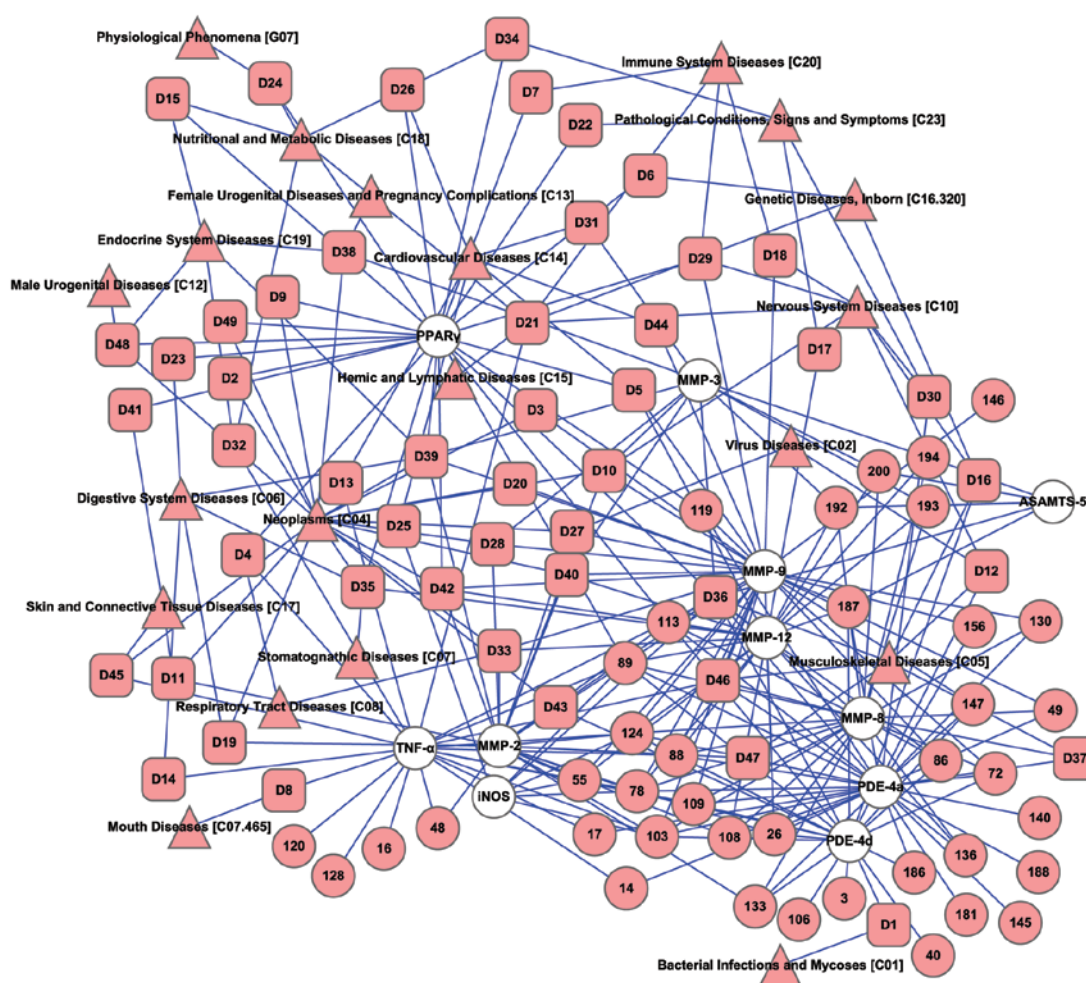 Physiological Phenomena [G07]
D34
Immune System Diseases [C20]
D24
D26
D7
D15
D22
Pathological Conditions, Signs and Symptoms [C23]
Nutritional and Metabolic Diseases [C18]
D6
Female Urogenital Diseases and Pregnancy Complications [C13]
Genetic Diseases, Inborn [C16.320]
D31
Endocrine System Diseases [C19]
D38
Cardiovascular Diseases [C14]
D29
D18
Male Urogenital Diseases [C12]
D9
Nervous System Diseases [C10]
D49
D21
D44
D48
D23
PPARγ
D17
D2
Hemic and Lymphatic Diseases [C15]
MMP-3
D5
D30
D41
D3
146
D32
Virus Diseases [C02]
D39
D10
200
194
D13
D20
D16
Digestive System Diseases [C06]
Neoplasms [C04]
119
192
193
ASAMTS-5
D25
D27
D4
D28
MMP-9
D12
D35
D42
D40
D36
187
Skin and Connective Tissue Diseases [C17]
113
MMP-12
156
130
D33
Stomatognathic Diseases [C07]
89
Musculoskeletal Diseases [C05]
D45
D11
D46
Respiratory Tract Diseases [C08]
D43
147
49
D19
TNF-α
MMP-2
124
MMP-8
88
D47
86
D37
D14
55
72
D8
iNOS
78
PDE-4a
109
Mouth Diseases [C07.465]
48
17
103
108
26
140
120
16
PDE-4d
136
128
186
188
14
133
3
106
D1
181
145
40
Bacterial Infections and Mycoses [C01]